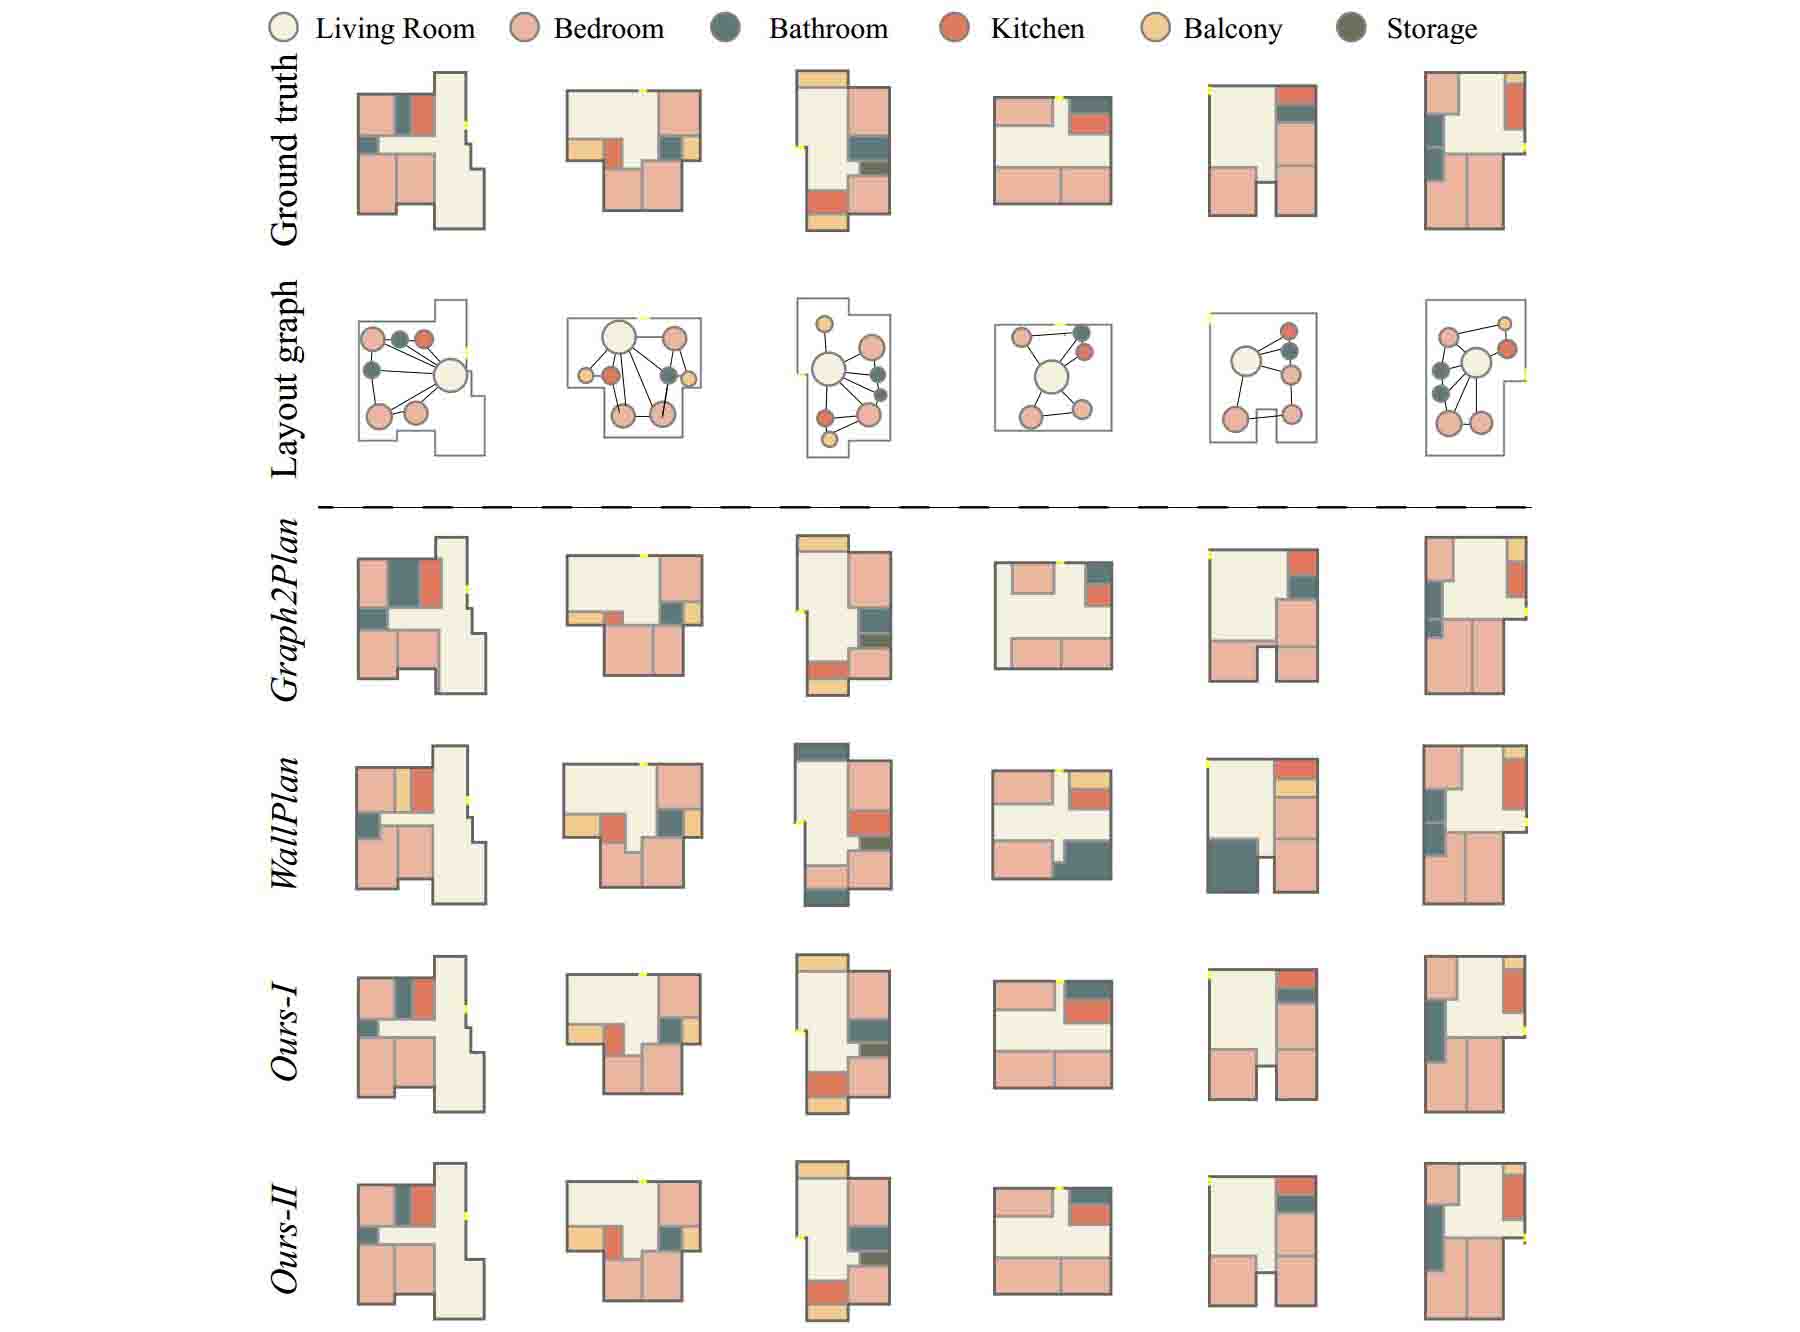 Living Room Bedroom Bathroom Kitchen Balcony Storage
Ground truth
Layout graph
Graph2Plan
WallPlan
Ours-I
Ours-II